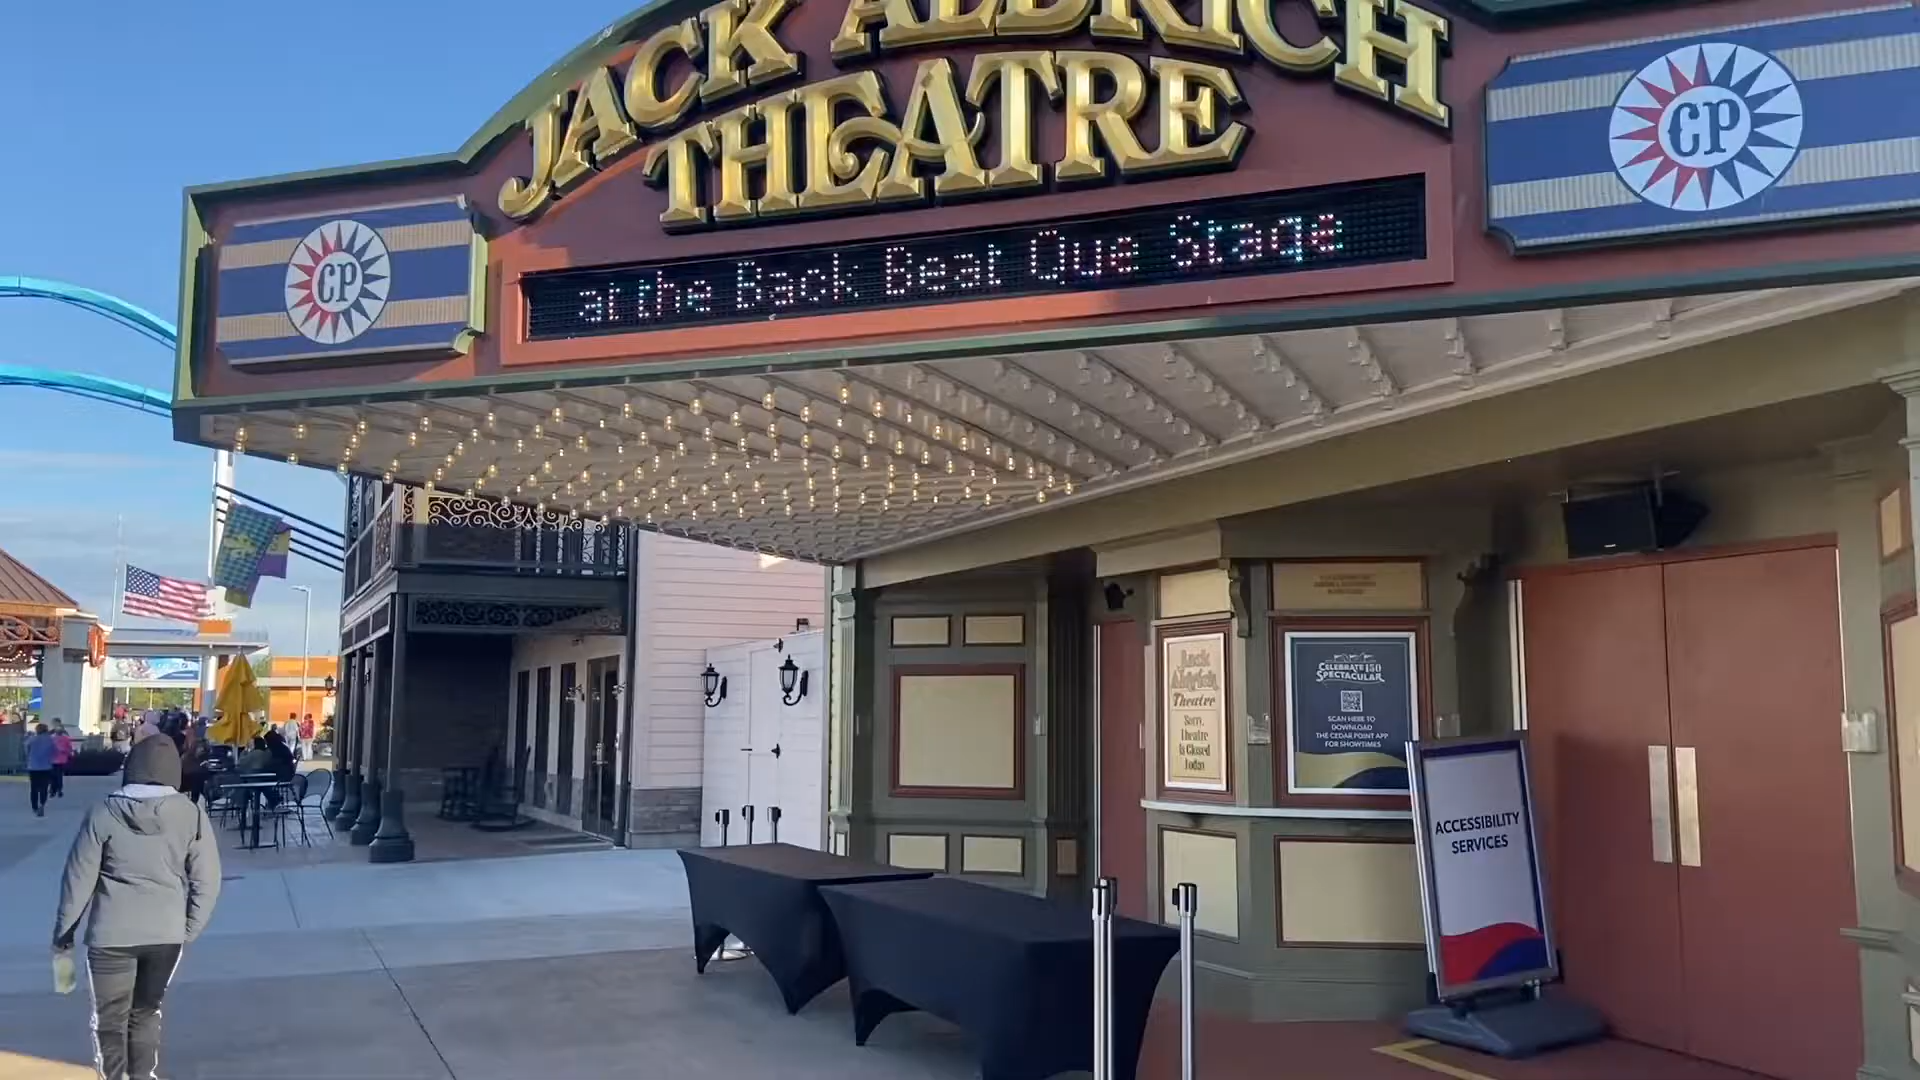 JACK ALDRICH
THEATRE
CP
CP
at the Back Beat Que Stage
Jack
Aldrich
Theatre
Sorry,
Theatre
Is Closed
Today
CELEBRATE 150
SPECTACULAR
SCAN HERE TO
DOWNLOAD
THE CEDAR POINT APP
FOR SHOWTIMES
ACCESSIBILITY
SERVICES